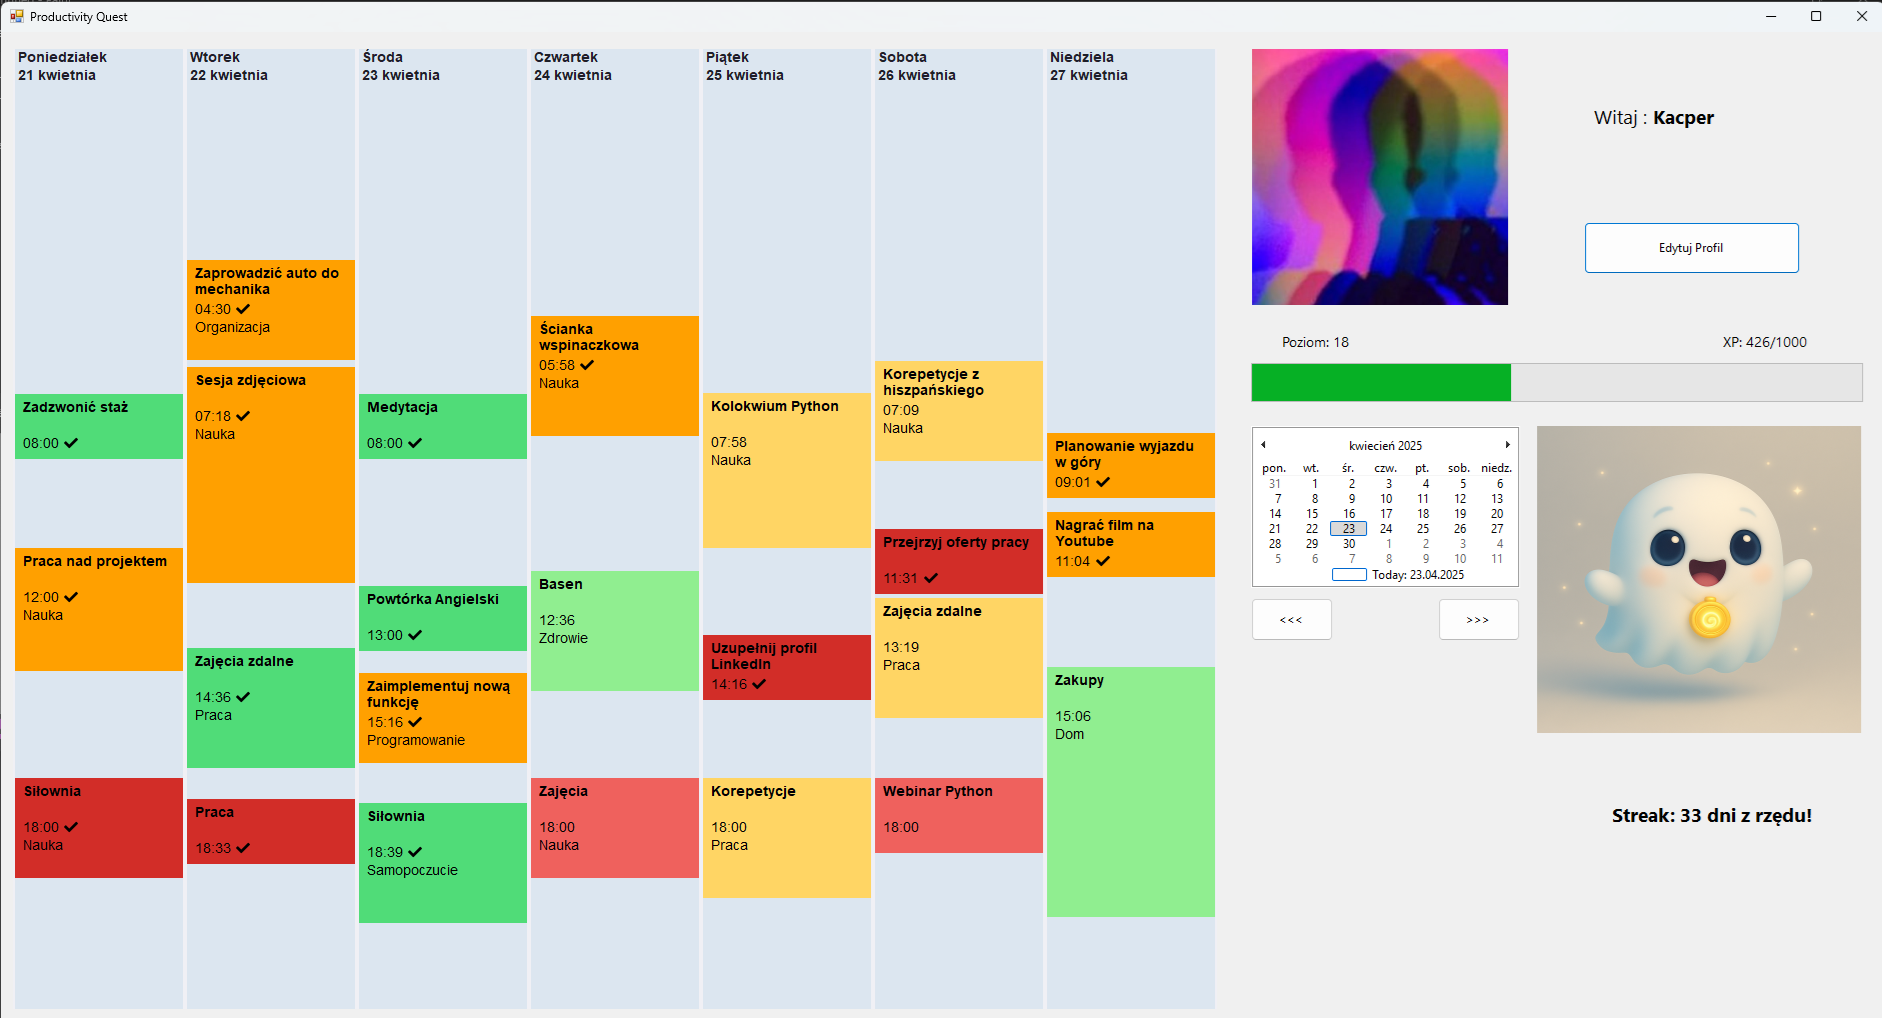 Productivity Quest
Poniedziałek
21 kwietnia
Zadzwonić staż
08:00 ✔
Praca nad projektem
12:00 ✔
Nauka
Siłownia
18:00 ✔
Nauka
Wtorek
22 kwietnia
Zaprowadzić auto do
mechanika
04:30 ✔
Organizacja
Sesja zdjęciowa
07:18 ✔
Nauka
Zajęcia zdalne
14:36 ✔
Praca
Praca
18:33 ✔
Środa
23 kwietnia
Medytacja
08:00 ✔
Powtórka Angielski
13:00 ✔
Zaimplementuj nową
funkcję
15:16 ✔
Programowanie
Siłownia
18:39 ✔
Samopoczucie
Czwartek
24 kwietnia
Ścianka
wspinaczkowa
05:58 ✔
Nauka
Basen
12:36
Zdrowie
Zajęcia
18:00
Nauka
Piątek
25 kwietnia
Kolokwium Python
07:58
Nauka
Uzupełnij profil
LinkedIn
14:16 ✔
Korepetycje
18:00
Praca
Sobota
26 kwietnia
Korepetycje z
hiszpańskiego
07:09
Nauka
Przejrzyj oferty pracy
11:31 ✔
Zajęcia zdalne
13:19
Praca
Webinar Python
18:00
Niedziela
27 kwietnia
Planowanie wyjazdu
w góry
09:01 ✔
Nagrać film na
Youtube
11:04 ✔
Zakupy
15:06
Dom
Witaj : Kacper
Edytuj Profil
Poziom: 18 XP: 426/1000
kwiecień 2025
pon. wt. śr. czw. pt. sob. niedz.
31 1 2 3 4 5 6
7 8 9 10 11 12 13
14 15 16 17 18 19 20
21 22 23 24 25 26 27
28 29 30 1 2 3 4
5 6 7 8 9 10 11
Today: 23.04.2025
<<< >>>
Streak: 33 dni z rzędu!